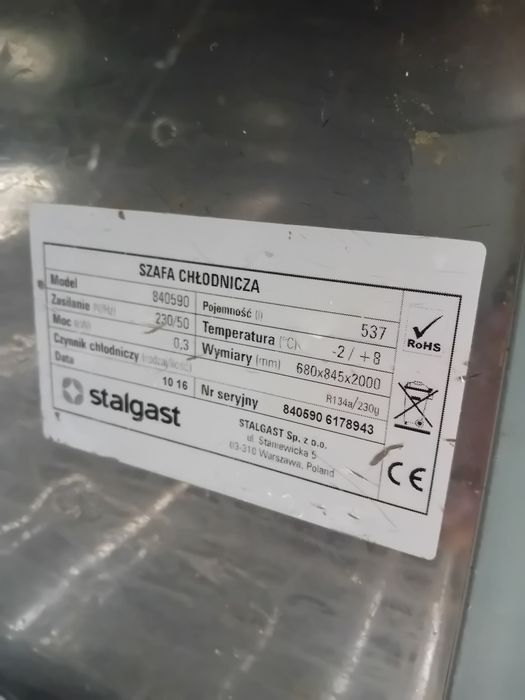 SZAFA CHŁODNICZA
Model 840590 Pojemność (l) 537
Zasilanie 230/50 Temperatura (°C) -2 / +8
Moc 0,3 Wymiary (mm) 680x845x2000
Czynnik chłodniczy R134a/230g
Data 10 16 Nr seryjny 840590 6178943
stalgast
STALGAST Sp. z o.o.
ul. Staniewicka 5
03-310 Warszawa, Poland
RoHS
CE